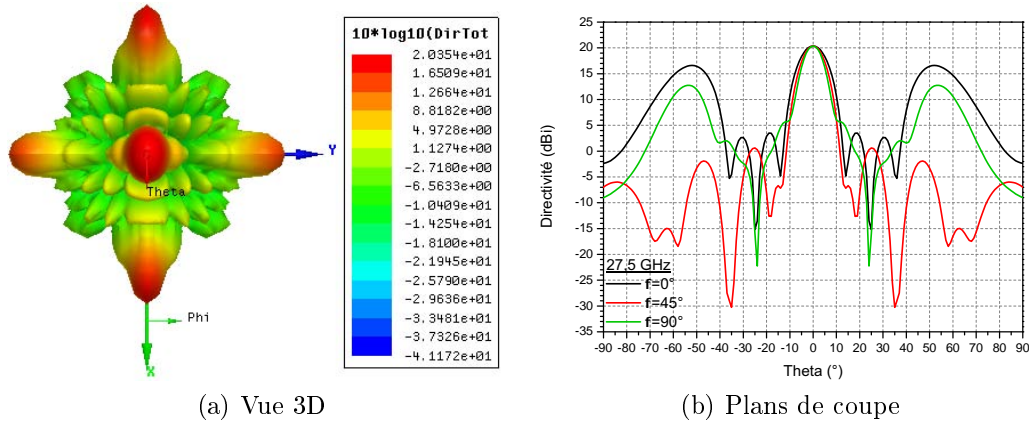 10*log10(DirTot
2.0354e+01
1.6509e+01
1.2664e+01
8.8182e+00
4.9728e+00
1.1274e+00
-2.7180e+00
-6.5633e+00
-1.0409e+01
-1.4254e+01
-1.8100e+01
-2.1945e+01
-2.5790e+01
-2.9636e+01
-3.3481e+01
-3.7326e+01
-4.1172e+01
Y
Theta
Phi
X
(a) Vue 3D
25
20
15
10
5
0
-5
-10
-15
-20
-25
-30
-35
Directivité (dBi)
27,5 GHz
f=0°
f=45°
f=90°
-90 -80 -70 -60 -50 -40 -30 -20 -10 0 10 20 30 40 50 60 70 80 90
Theta (°)
(b) Plans de coupe